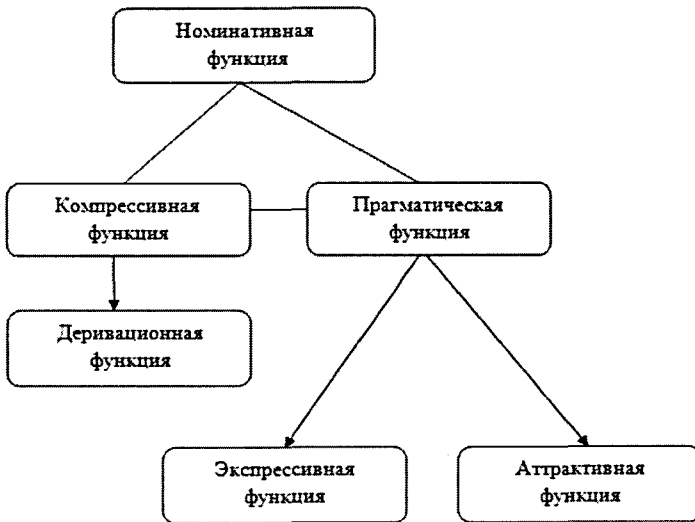 Номинативная
функция
Компрессивная
функция
Прагматическая
функция
Деривационная
функция
Экспрессивная
функция
Аттрактивная
функция